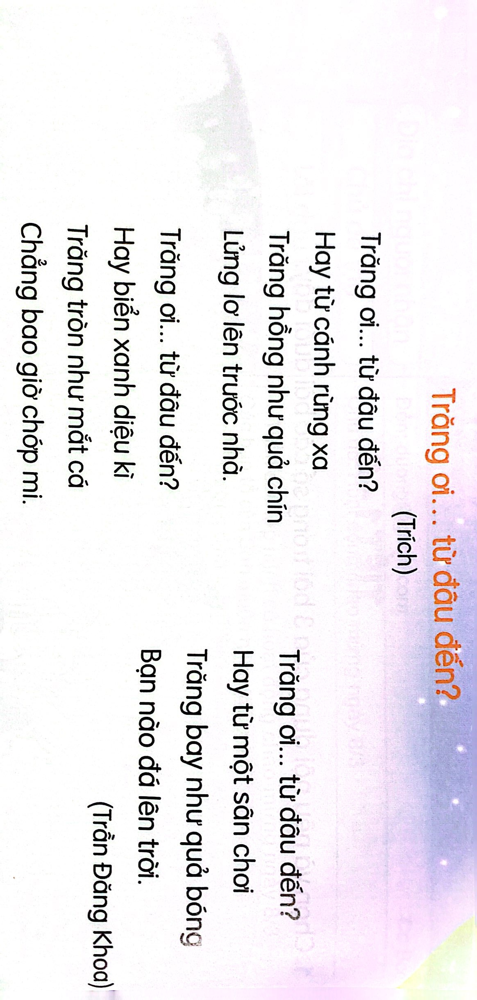 Trăng ơi... từ đâu đến?
(Trích)
Trăng ơi... từ đâu đến?
Hay từ cánh rừng xa
Trăng hồng như quả chín
Lửng lơ lên trước nhà.
Trăng ơi... từ đâu đến?
Hay biển xanh diệu kì
Trăng tròn như mắt cá
Chẳng bao giờ chớp mi.
Trăng ơi... từ đâu đến?
Hay từ một sân chơi
Trăng bay như quả bóng
Bạn nào đá lên trời.
(Trần Đăng Khoa)